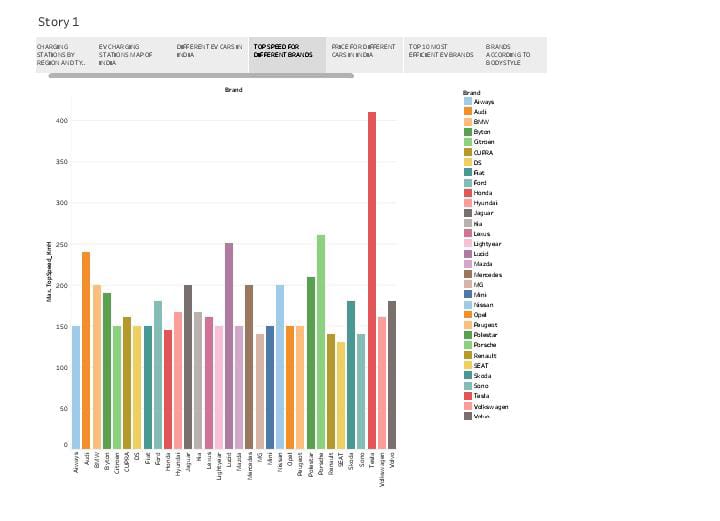 Story 1
CHARGING
STATIONS BY
REGION AND TY..
EV CHARGING
STATIONS MAP OF
INDIA
DIFFERENT EV CARS IN
INDIA
TOP SPEED FOR
DIFFERENT BRANDS
PRICE FOR DIFFERENT
CARS IN INDIA
TOP 10 MOST
EFFICIENT EV BRANDS
BRANDS
ACCORDING TO
BODYSTYLE
Brand
Max. TopSpeed_KmH
400
350
300
250
200
150
100
50
0
Aiways
Audi
BMW
Byton
Citroen
CUPRA
DS
Fiat
Ford
Honda
Hyundai
Jaguar
Kia
Lexus
Lightyear
Lucid
Mazda
Mercedes
MG
Mini
Nissan
Opel
Peugeot
Polestar
Porsche
Renault
SEAT
Skoda
Sono
Tesla
Volkswagen
Volvo
Brand
Aiways
Audi
BMW
Byton
Citroen
CUPRA
DS
Fiat
Ford
Honda
Hyundai
Jaguar
Kia
Lexus
Lightyear
Lucid
Mazda
Mercedes
MG
Mini
Nissan
Opel
Peugeot
Polestar
Porsche
Renault
SEAT
Skoda
Sono
Tesla
Volkswagen
Volvo